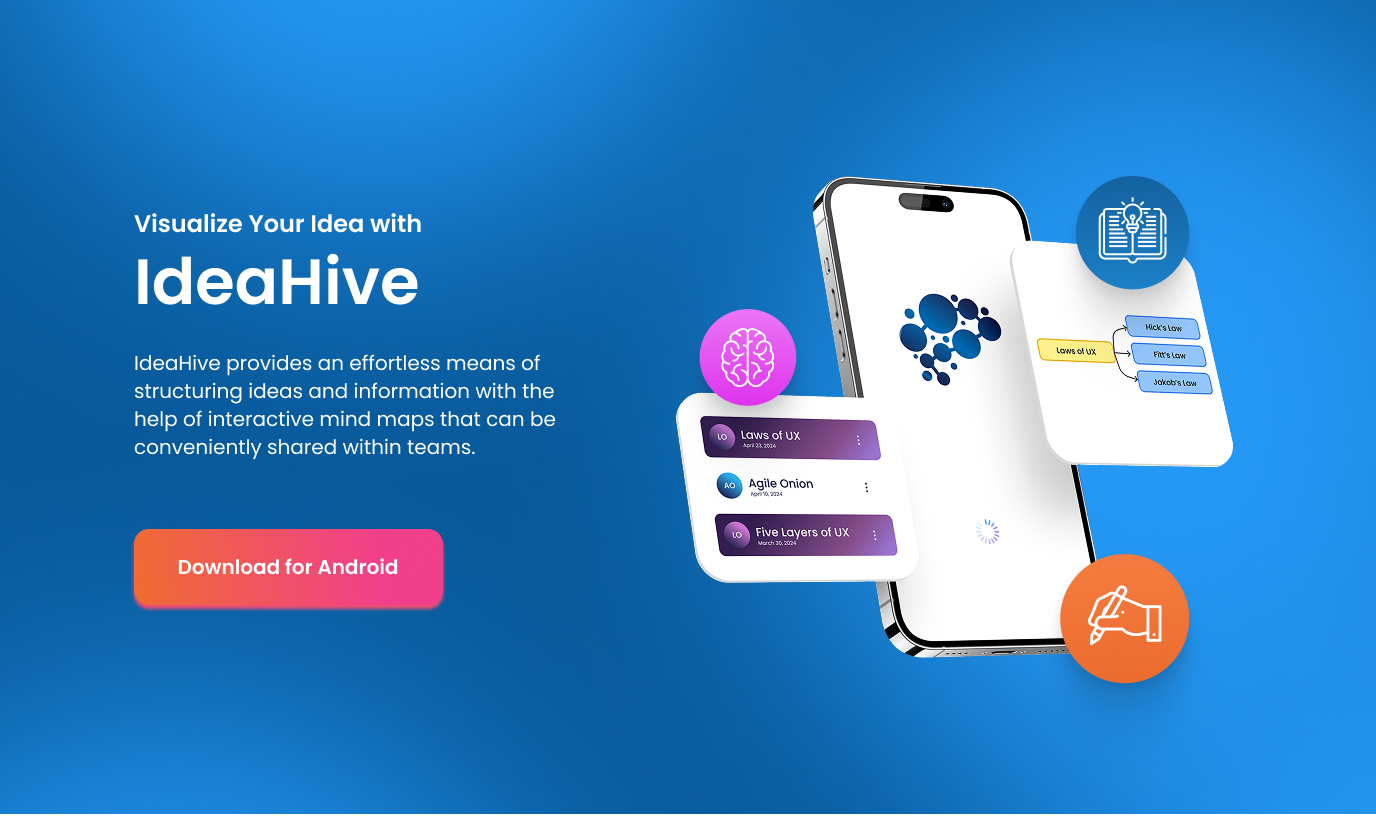 Visualize Your Idea with
IdeaHive
IdeaHive provides an effortless means of
structuring ideas and information with the
help of interactive mind maps that can be
conveniently shared within teams.
Download for Android
LO
Laws of UX
April 23, 2024
AO
Agile Onion
April 10, 2024
LO
Five Layers of UX
March 30, 2024
Laws of UX
Hick's Law
Fitt's Law
Jakob's Law